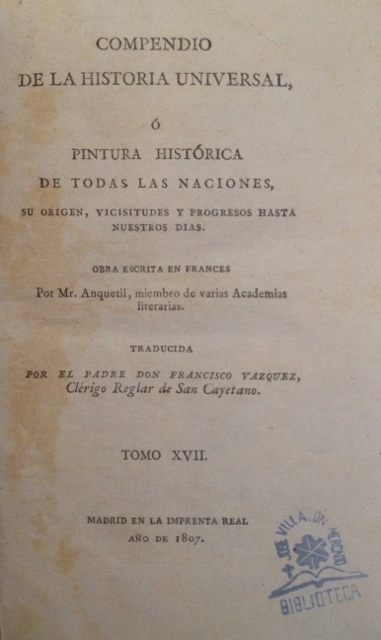 COMPENDIO
DE LA HISTORIA UNIVERSAL,
Ó
PINTURA HISTÓRICA
DE TODAS LAS NACIONES,
SU ORIGEN, VICISITUDES Y PROGRESOS HASTA
NUESTROS DIAS.
OBRA ESCRITA EN FRANCES
Por Mr. Anquetil, miembro de varias Academias
literarias.
TRADUCIDA
POR EL PADRE DON FRANCISCO VAZQUEZ,
Clérigo Reglar de San Cayetano.
TOMO XVII.
MADRID EN LA IMPRENTA REAL
AÑO DE 1807.
VILLALON
BIBLIOTECA